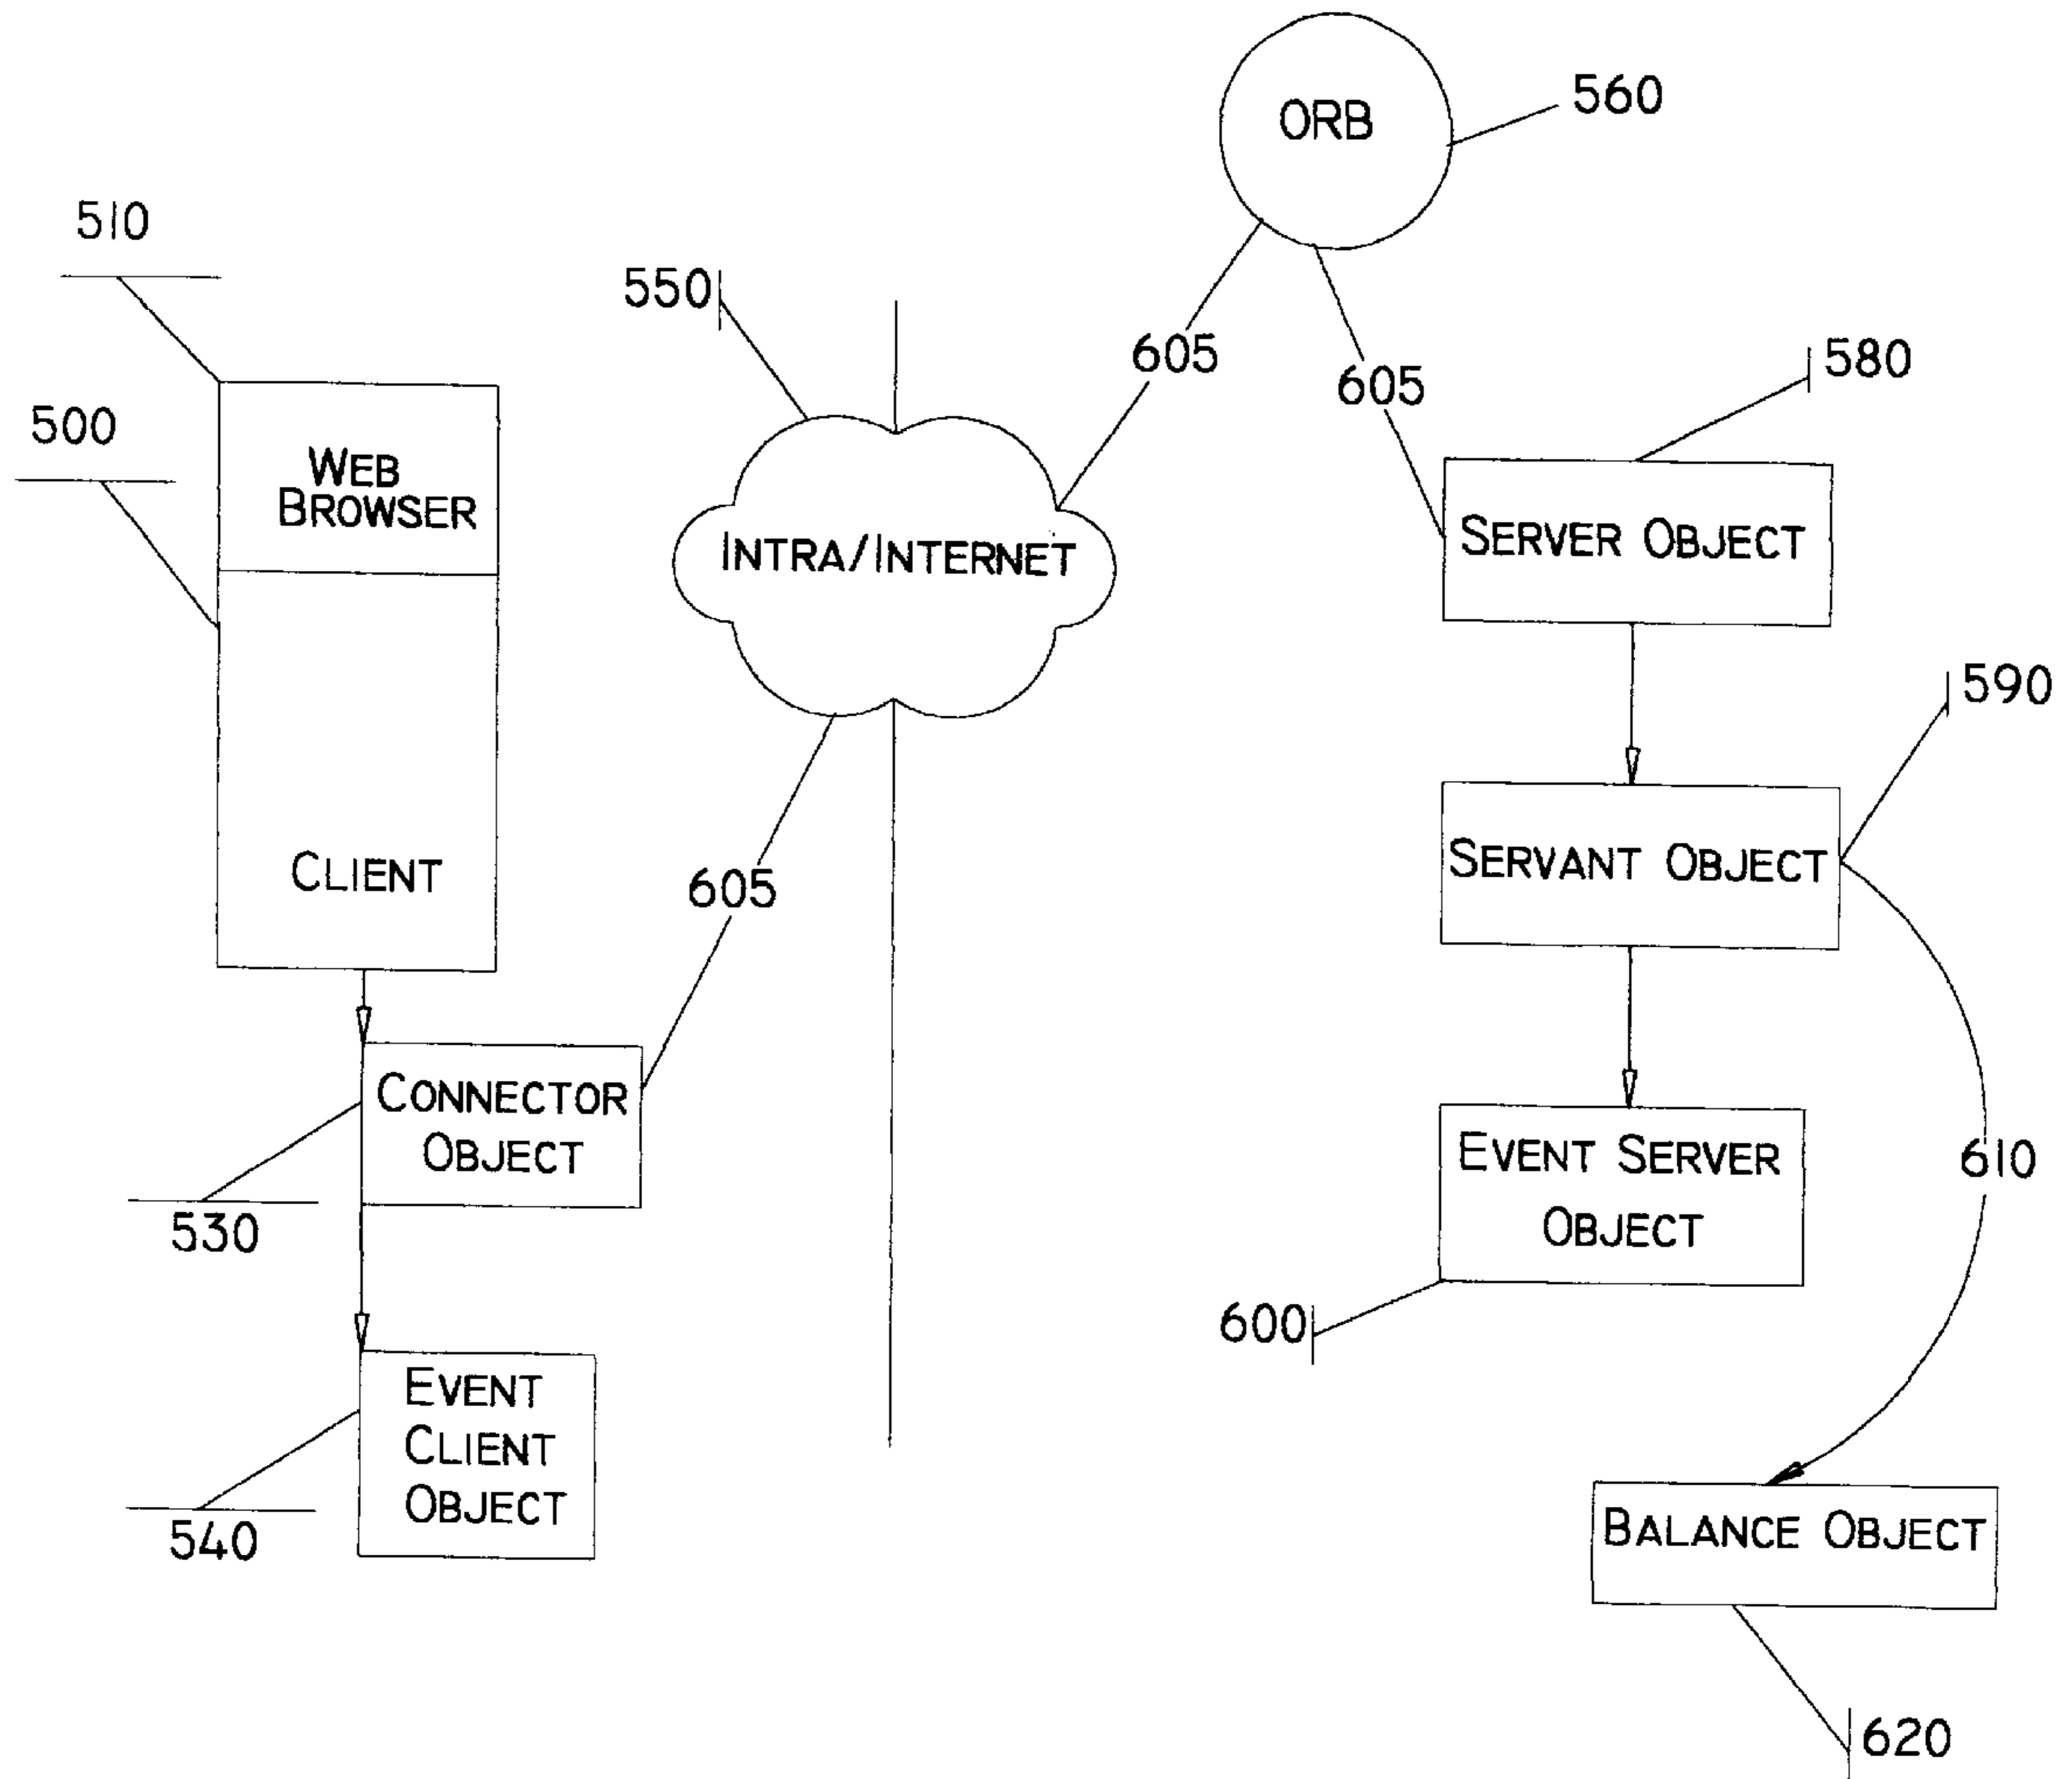 ORB
560
510
550
605
605
580
500
WEB
BROWSER
INTRA/INTERNET
SERVER OBJECT
590
CLIENT
605
SERVANT OBJECT
CONNECTOR
OBJECT
530
EVENT SERVER
OBJECT
610
600
EVENT
CLIENT
OBJECT
540
BALANCE OBJECT
620